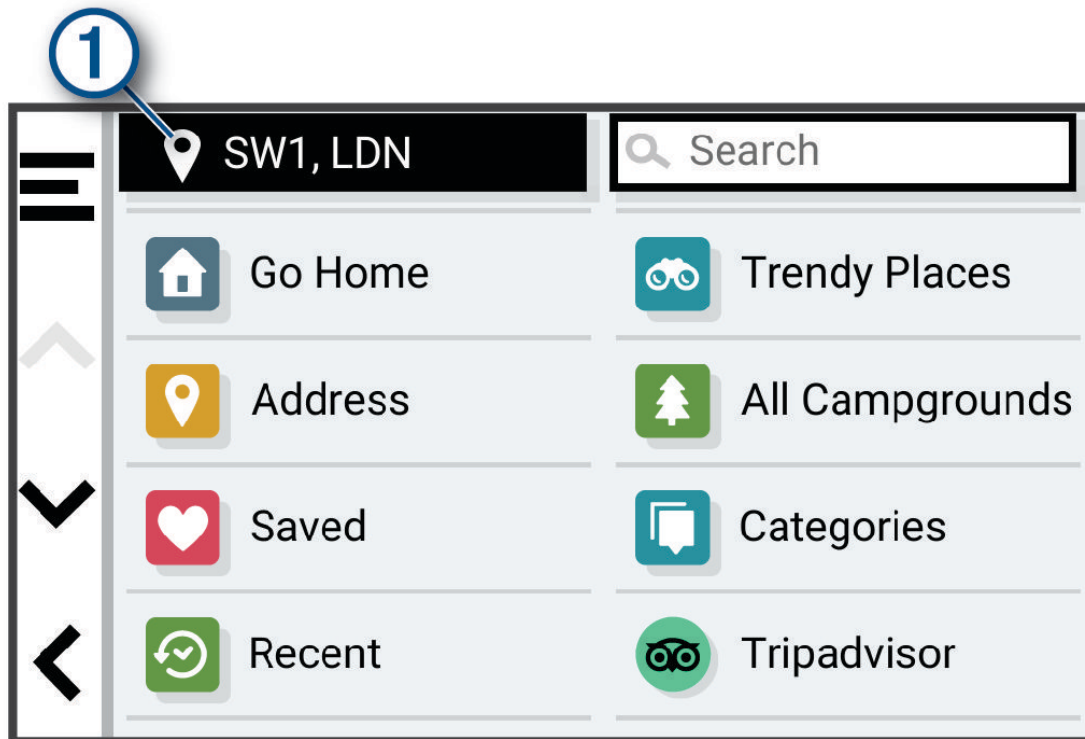 1
SW1, LDN
Search
Go Home
Trendy Places
Address
All Campgrounds
Saved
Categories
Recent
Tripadvisor